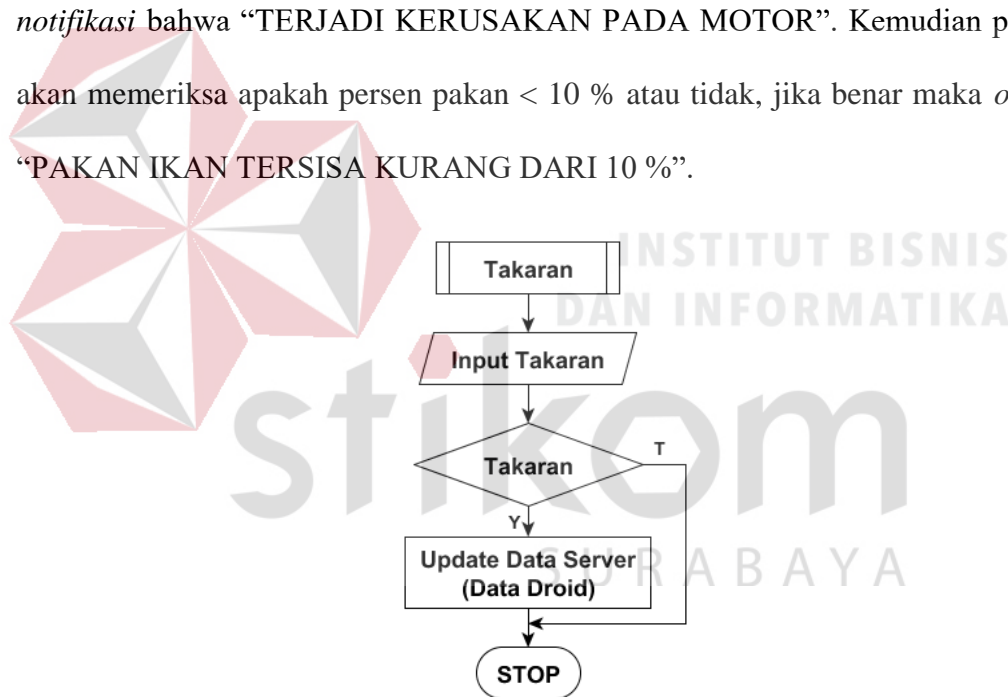 notifikasi bahwa “TERJADI KERUSAKAN PADA MOTOR”. Kemudian
akan memeriksa apakah persen pakan < 10 % atau tidak, jika benar maka
“PAKAN IKAN TERSISA KURANG DARI 10 %”.
INSTITUT BISNIS
DAN INFORMATIKA
stikom
SURABAYA
Takaran
Input Takaran
Takaran
T
Y
Update Data Server
(Data Droid)
STOP